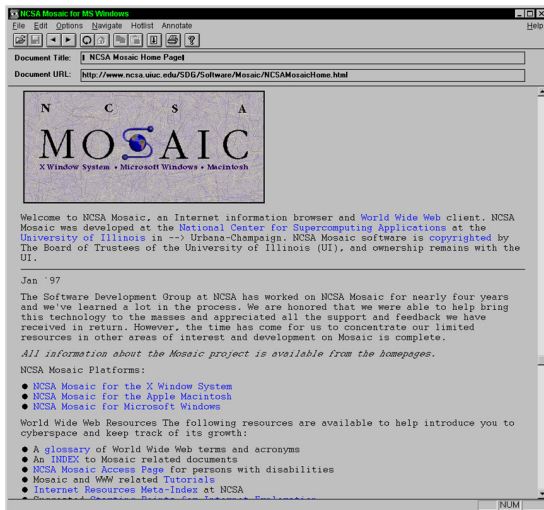 NCSA Mosaic for MS Windows
File Edit Options Navigate Hotlist Annotate Help
Document Title: NCSA Mosaic Home Page
Document URL: http://www.ncsa.uiuc.edu/SDG/Software/Mosaic/NCSAMosaicHome.html
N C S A
MOSAIC
X Window System • Microsoft Windows • Macintosh
Welcome to NCSA Mosaic, an Internet information browser and World Wide Web client. NCSA
Mosaic was developed at the National Center for Supercomputing Applications at the
University of Illinois in --> Urbana-Champaign. NCSA Mosaic software is copyrighted by
The Board of Trustees of the University of Illinois (UI), and ownership remains with the
UI.
Jan '97
The Software Development Group at NCSA has worked on NCSA Mosaic for nearly four years
and we've learned a lot in the process. We are honored that we were able to help bring
this technology to the masses and appreciated all the support and feedback we have
received in return. However, the time has come for us to concentrate our limited
resources in other areas of interest and development on Mosaic is complete.
All information about the Mosaic project is available from the homepages.
NCSA Mosaic Platforms:
● NCSA Mosaic for the X Window System
● NCSA Mosaic for the Apple Macintosh
● NCSA Mosaic for Microsoft Windows
World Wide Web Resources The following resources are available to help introduce you to
cyberspace and keep track of its growth:
● A glossary of World Wide Web terms and acronyms
● An INDEX to Mosaic related documents
● NCSA Mosaic Access Page for persons with disabilities
● Mosaic and WWW related Tutorials
● Internet Resources Meta-Index at NCSA
● Suggested Starting Points for Internet Exploration
NUM